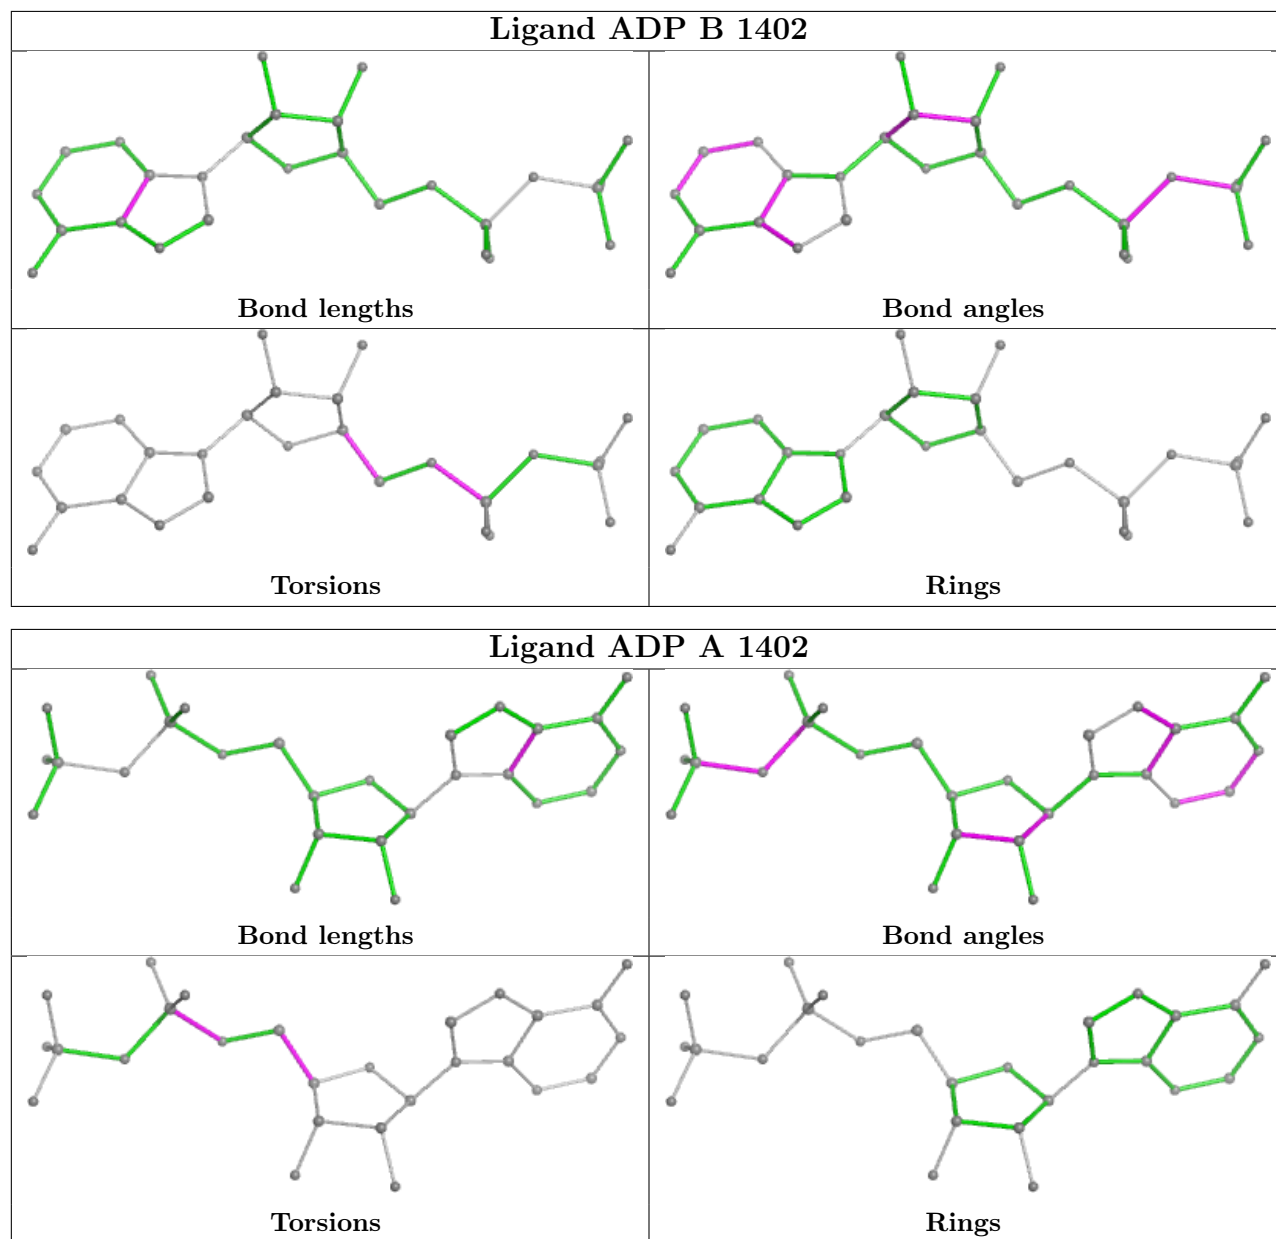 Ligand ADP B 1402
Bond lengths
Bond angles
Torsions
Rings
Ligand ADP A 1402
Bond lengths
Bond angles
Torsions
Rings